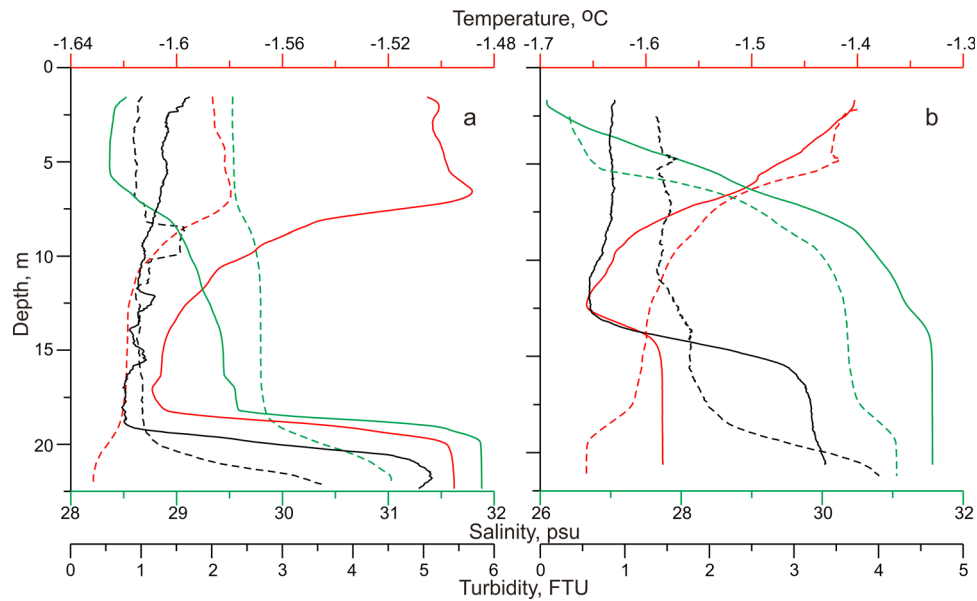 Temperature, oC
-1.64 -1.6 -1.56 -1.52 -1.48 -1.7 -1.6 -1.5 -1.4 -1.3
0
a b
5
10
Depth, m
15
20
28 29 30 31 32 26 28 30 32
Salinity, psu
0 1 2 3 4 5 6 0 1 2 3 4 5
Turbidity, FTU